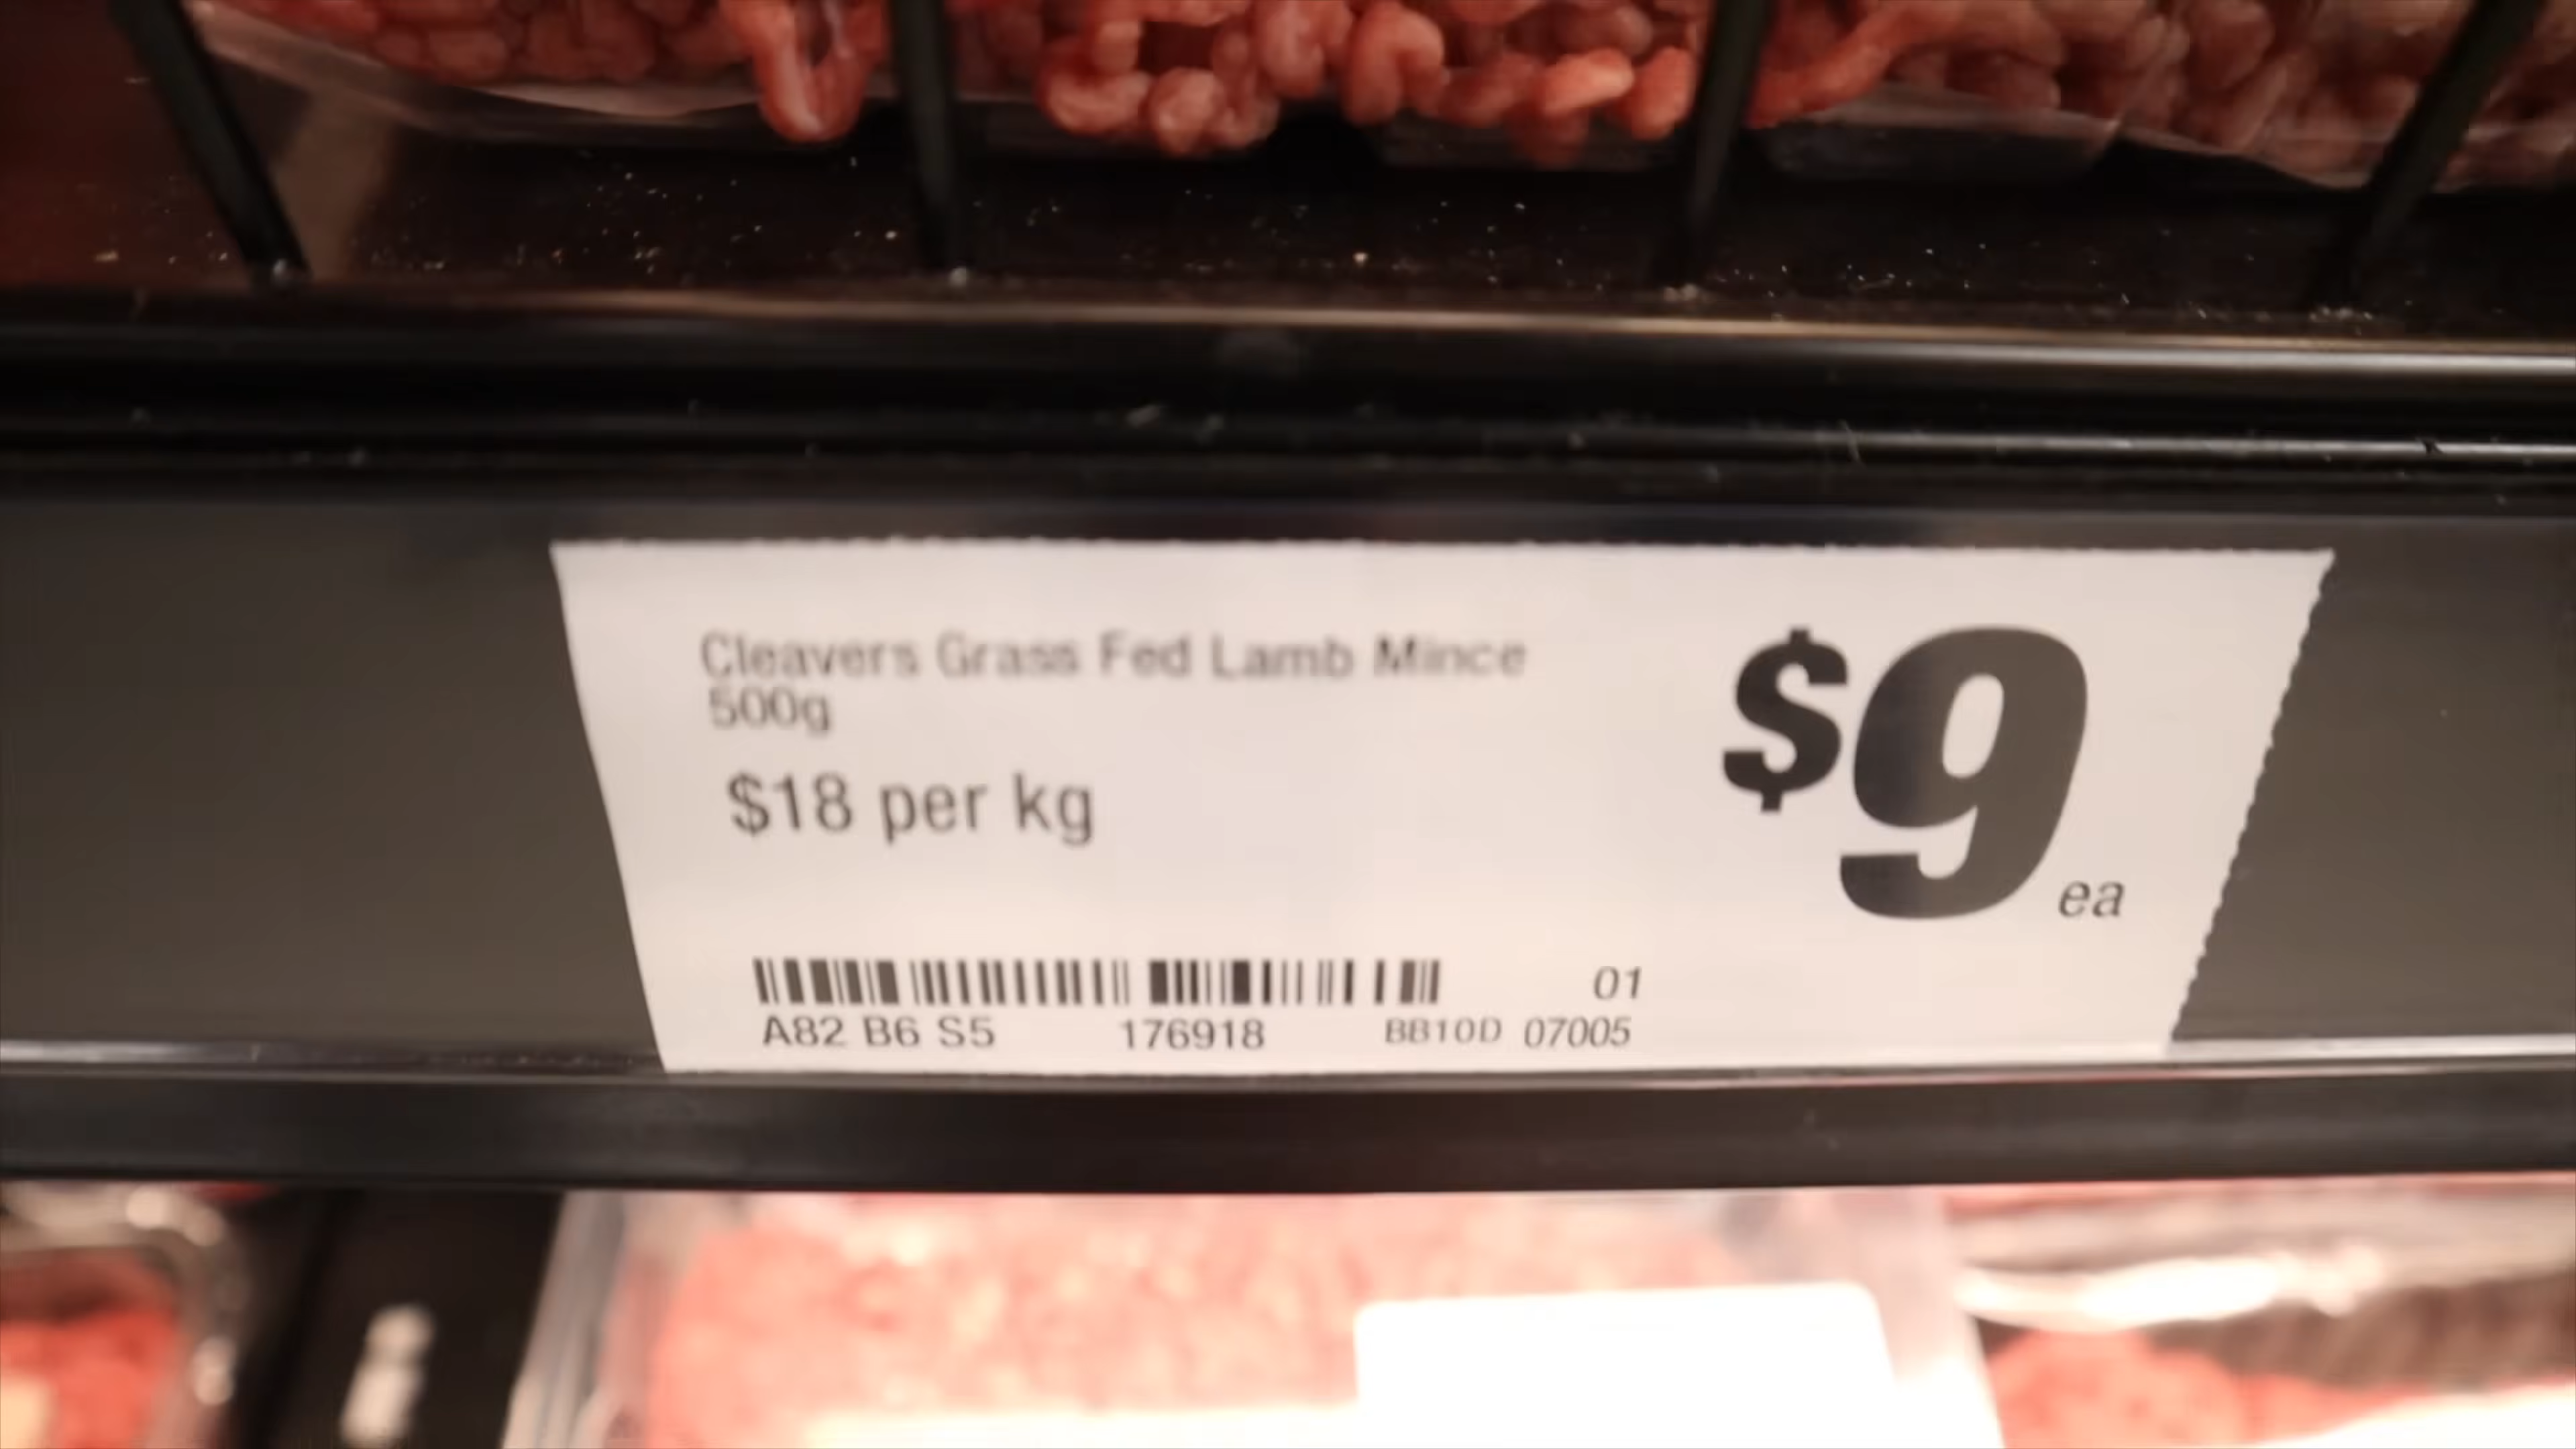 Cleavers Grass Fed Lamb Mince
500g
$18 per kg
$9 ea
01
A82 B6 S5 176918 BB10D 07005